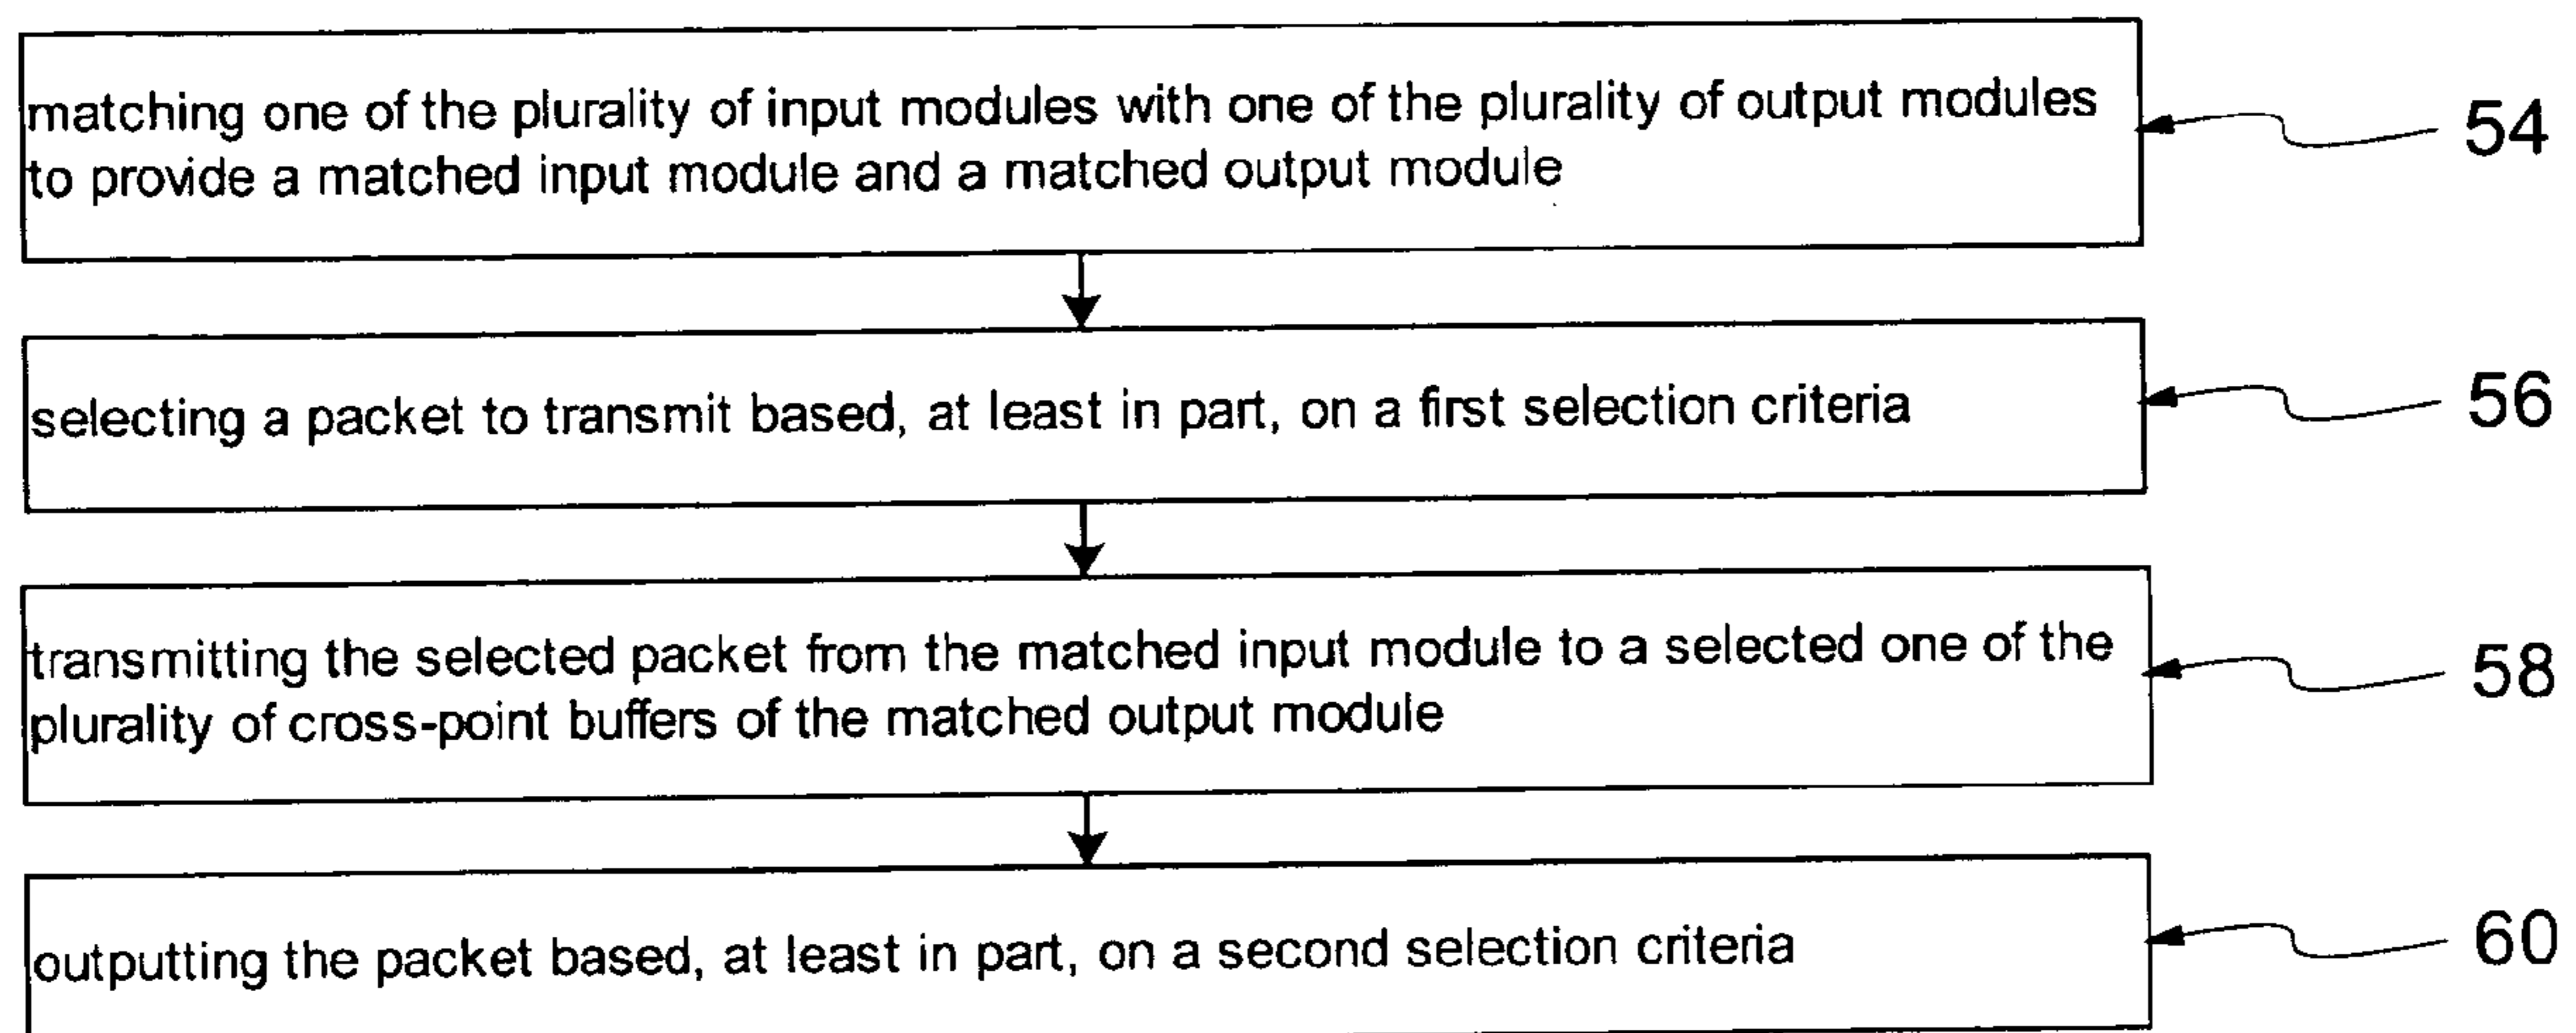 matching one of the plurality of input modules with one of the plurality of output modules
to provide a matched input module and a matched output module
54
selecting a packet to transmit based, at least in part, on a first selection criteria
56
transmitting the selected packet from the matched input module to a selected one of the
plurality of cross-point buffers of the matched output module
58
outputting the packet based, at least in part, on a second selection criteria
60